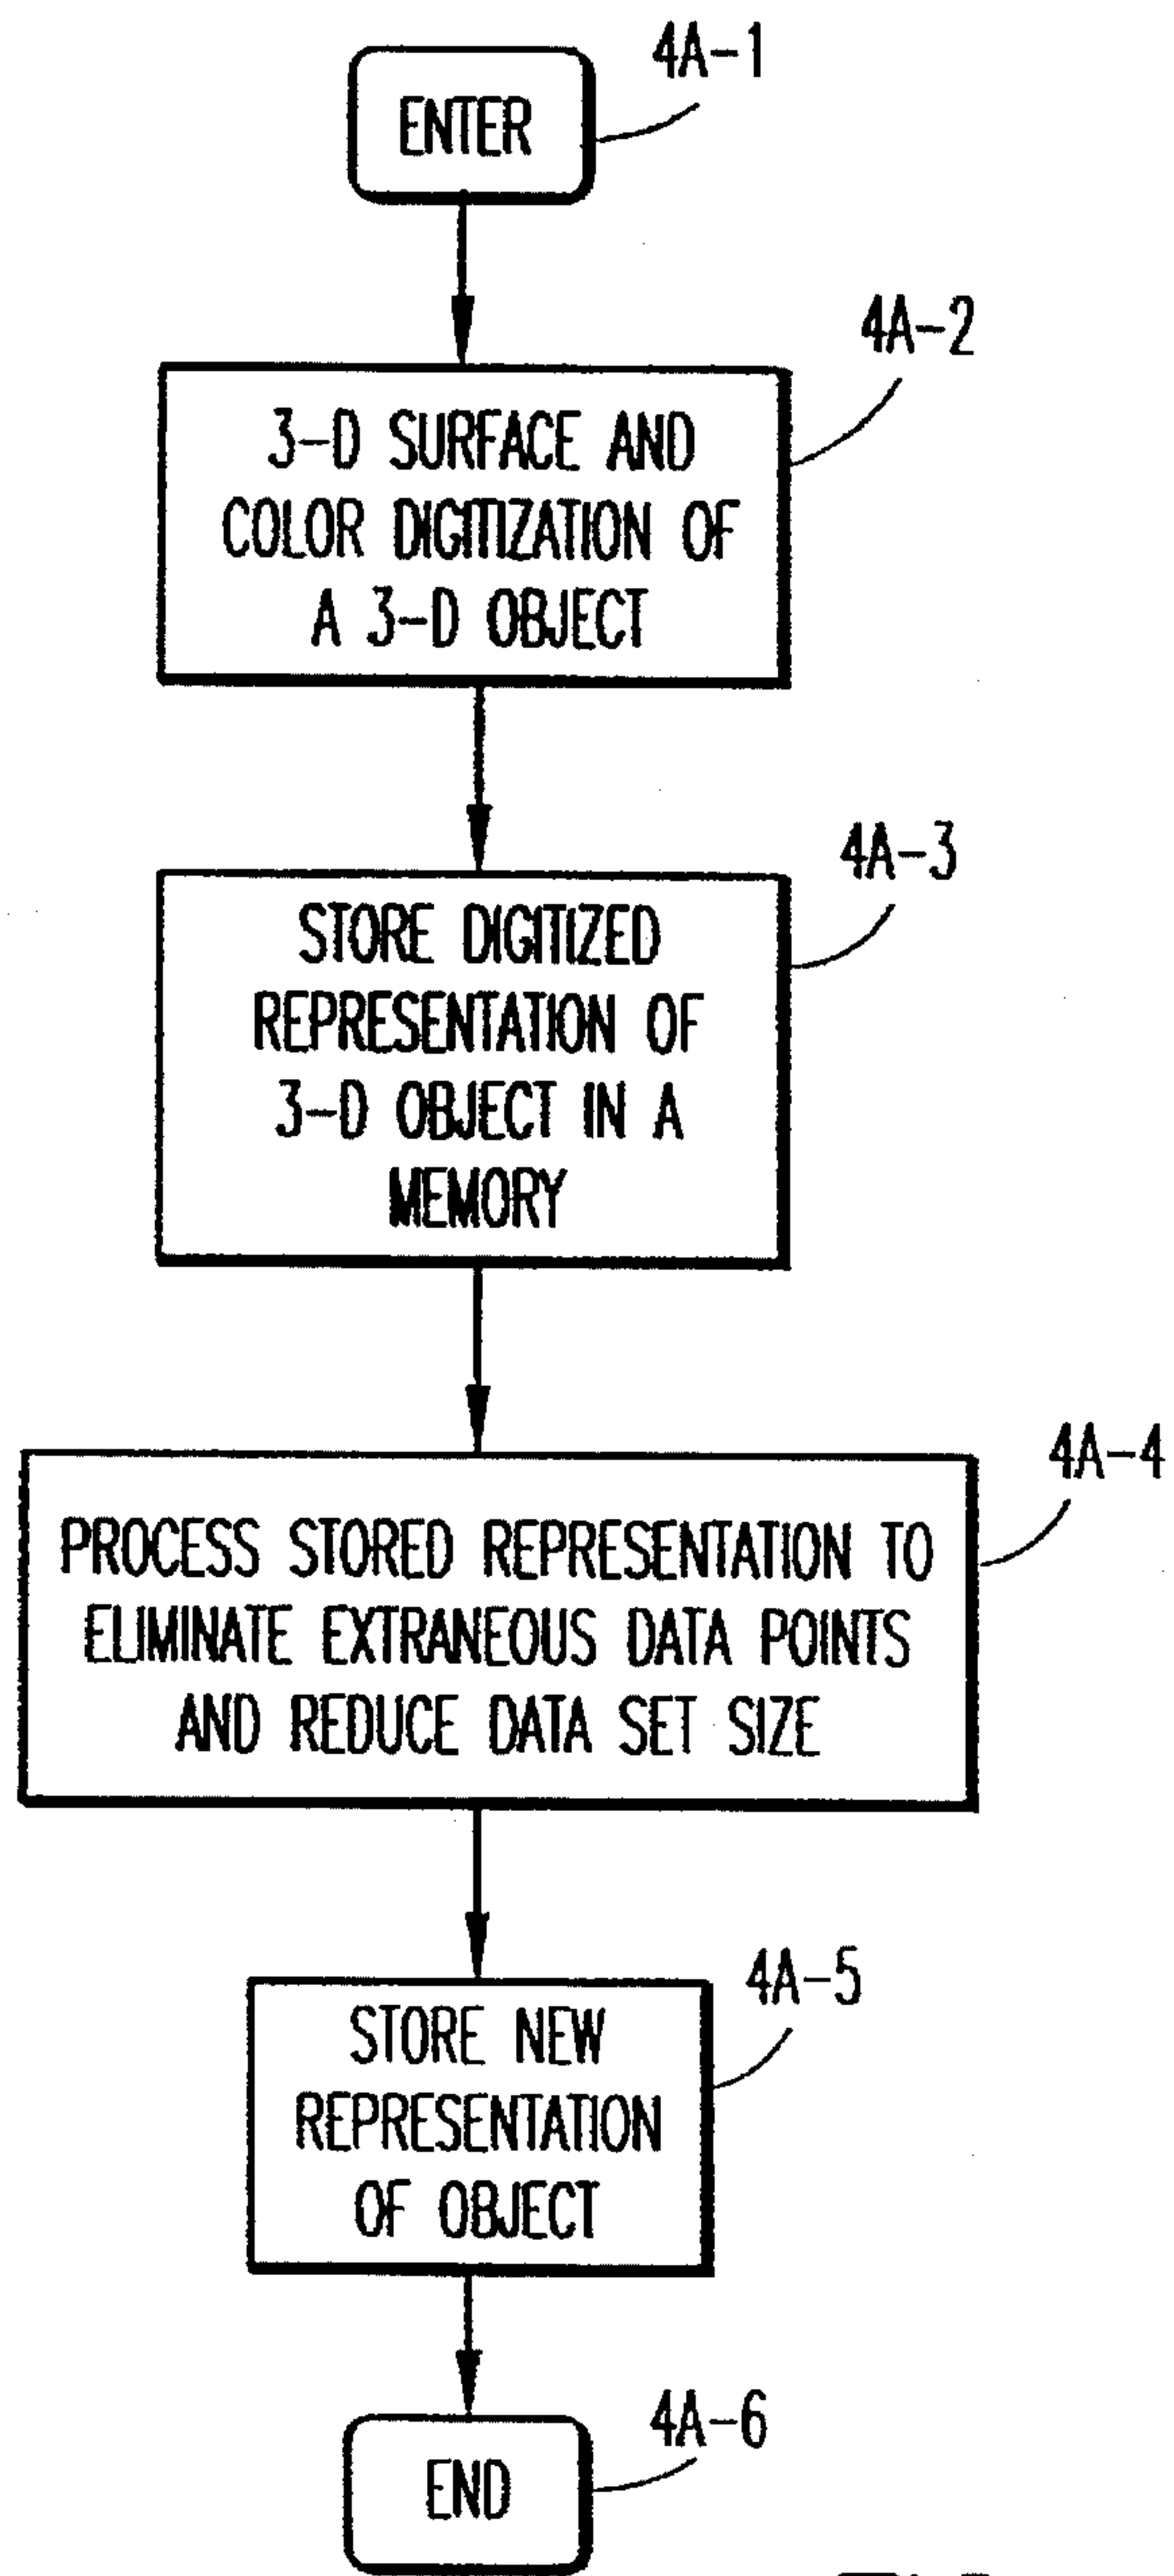 4A-1
ENTER
4A-2
3-D SURFACE AND
COLOR DIGITIZATION OF
A 3-D OBJECT
4A-3
STORE DIGITIZED
REPRESENTATION OF
3-D OBJECT IN A
MEMORY
4A-4
PROCESS STORED REPRESENTATION TO
ELIMINATE EXTRANEOUS DATA POINTS
AND REDUCE DATA SET SIZE
4A-5
STORE NEW
REPRESENTATION
OF OBJECT
4A-6
END